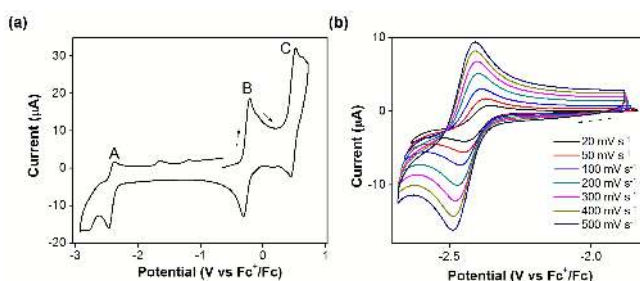 (a)
C
B
A
Current (μA)
30
20
10
0
-10
-20
-3
-2
-1
0
1
Potential (V vs Fc⁺/Fc)
(b)
Current (μA)
10
0
-10
-2.5
-2.0
20 mV s⁻¹
50 mV s⁻¹
100 mV s⁻¹
200 mV s⁻¹
300 mV s⁻¹
400 mV s⁻¹
500 mV s⁻¹
Potential (V vs Fc⁺/Fc)